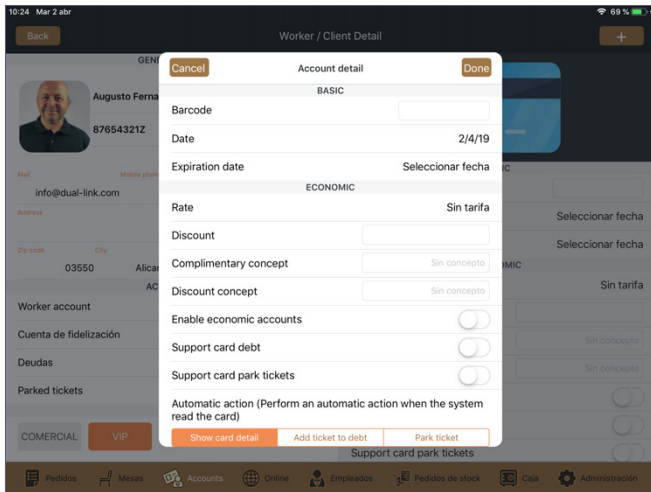 10:24 Mar 2 abr
69 %
Back
Worker / Client Detail
+
GEN
Augusto Ferna
87654321Z
Mail
Mobile phon
info@dual-link.com
Address
Zip code
City
03550
Alica
AC
Worker account
Cuenta de fidelización
Deudas
Parked tickets
COMERCIAL
VIP
Cancel
Account detail
Done
BASIC
Barcode
Date
2/4/19
Expiration date
Seleccionar fecha
ECONOMIC
Rate
Sin tarifa
Discount
Complimentary concept
Sin concepto
Discount concept
Sin concepto
Enable economic accounts
Support card debt
Support card park tickets
Automatic action (Perform an automatic action when the system
read the card)
Show card detail
Add ticket to debt
Park ticket
IC
Seleccionar fecha
Seleccionar fecha
OMIC
Sin tarifa
Sin concepto
Sin concepto
Support card park tickets
Pedidos
Mesas
Accounts
Online
Empleados
Pedidos de stock
Caja
Administración